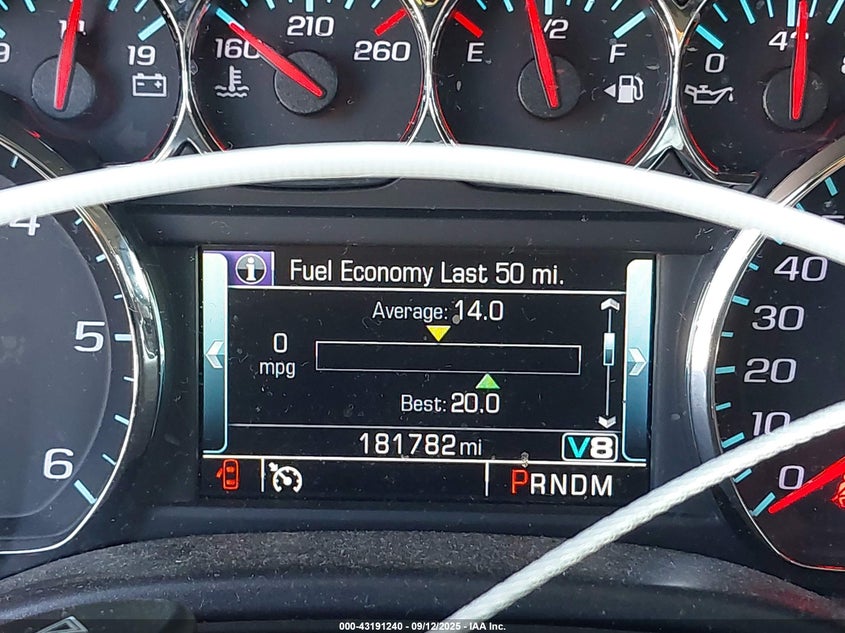 19
160
210
260
E
1/2
F
0
4
5
6
Fuel Economy Last 50 mi.
Average: 14.0
0
mpg
Best: 20.0
181782 mi
V8
PRNDM
40
30
20
10
0
000-43191240 - 09/12/2025 - IAA Inc.